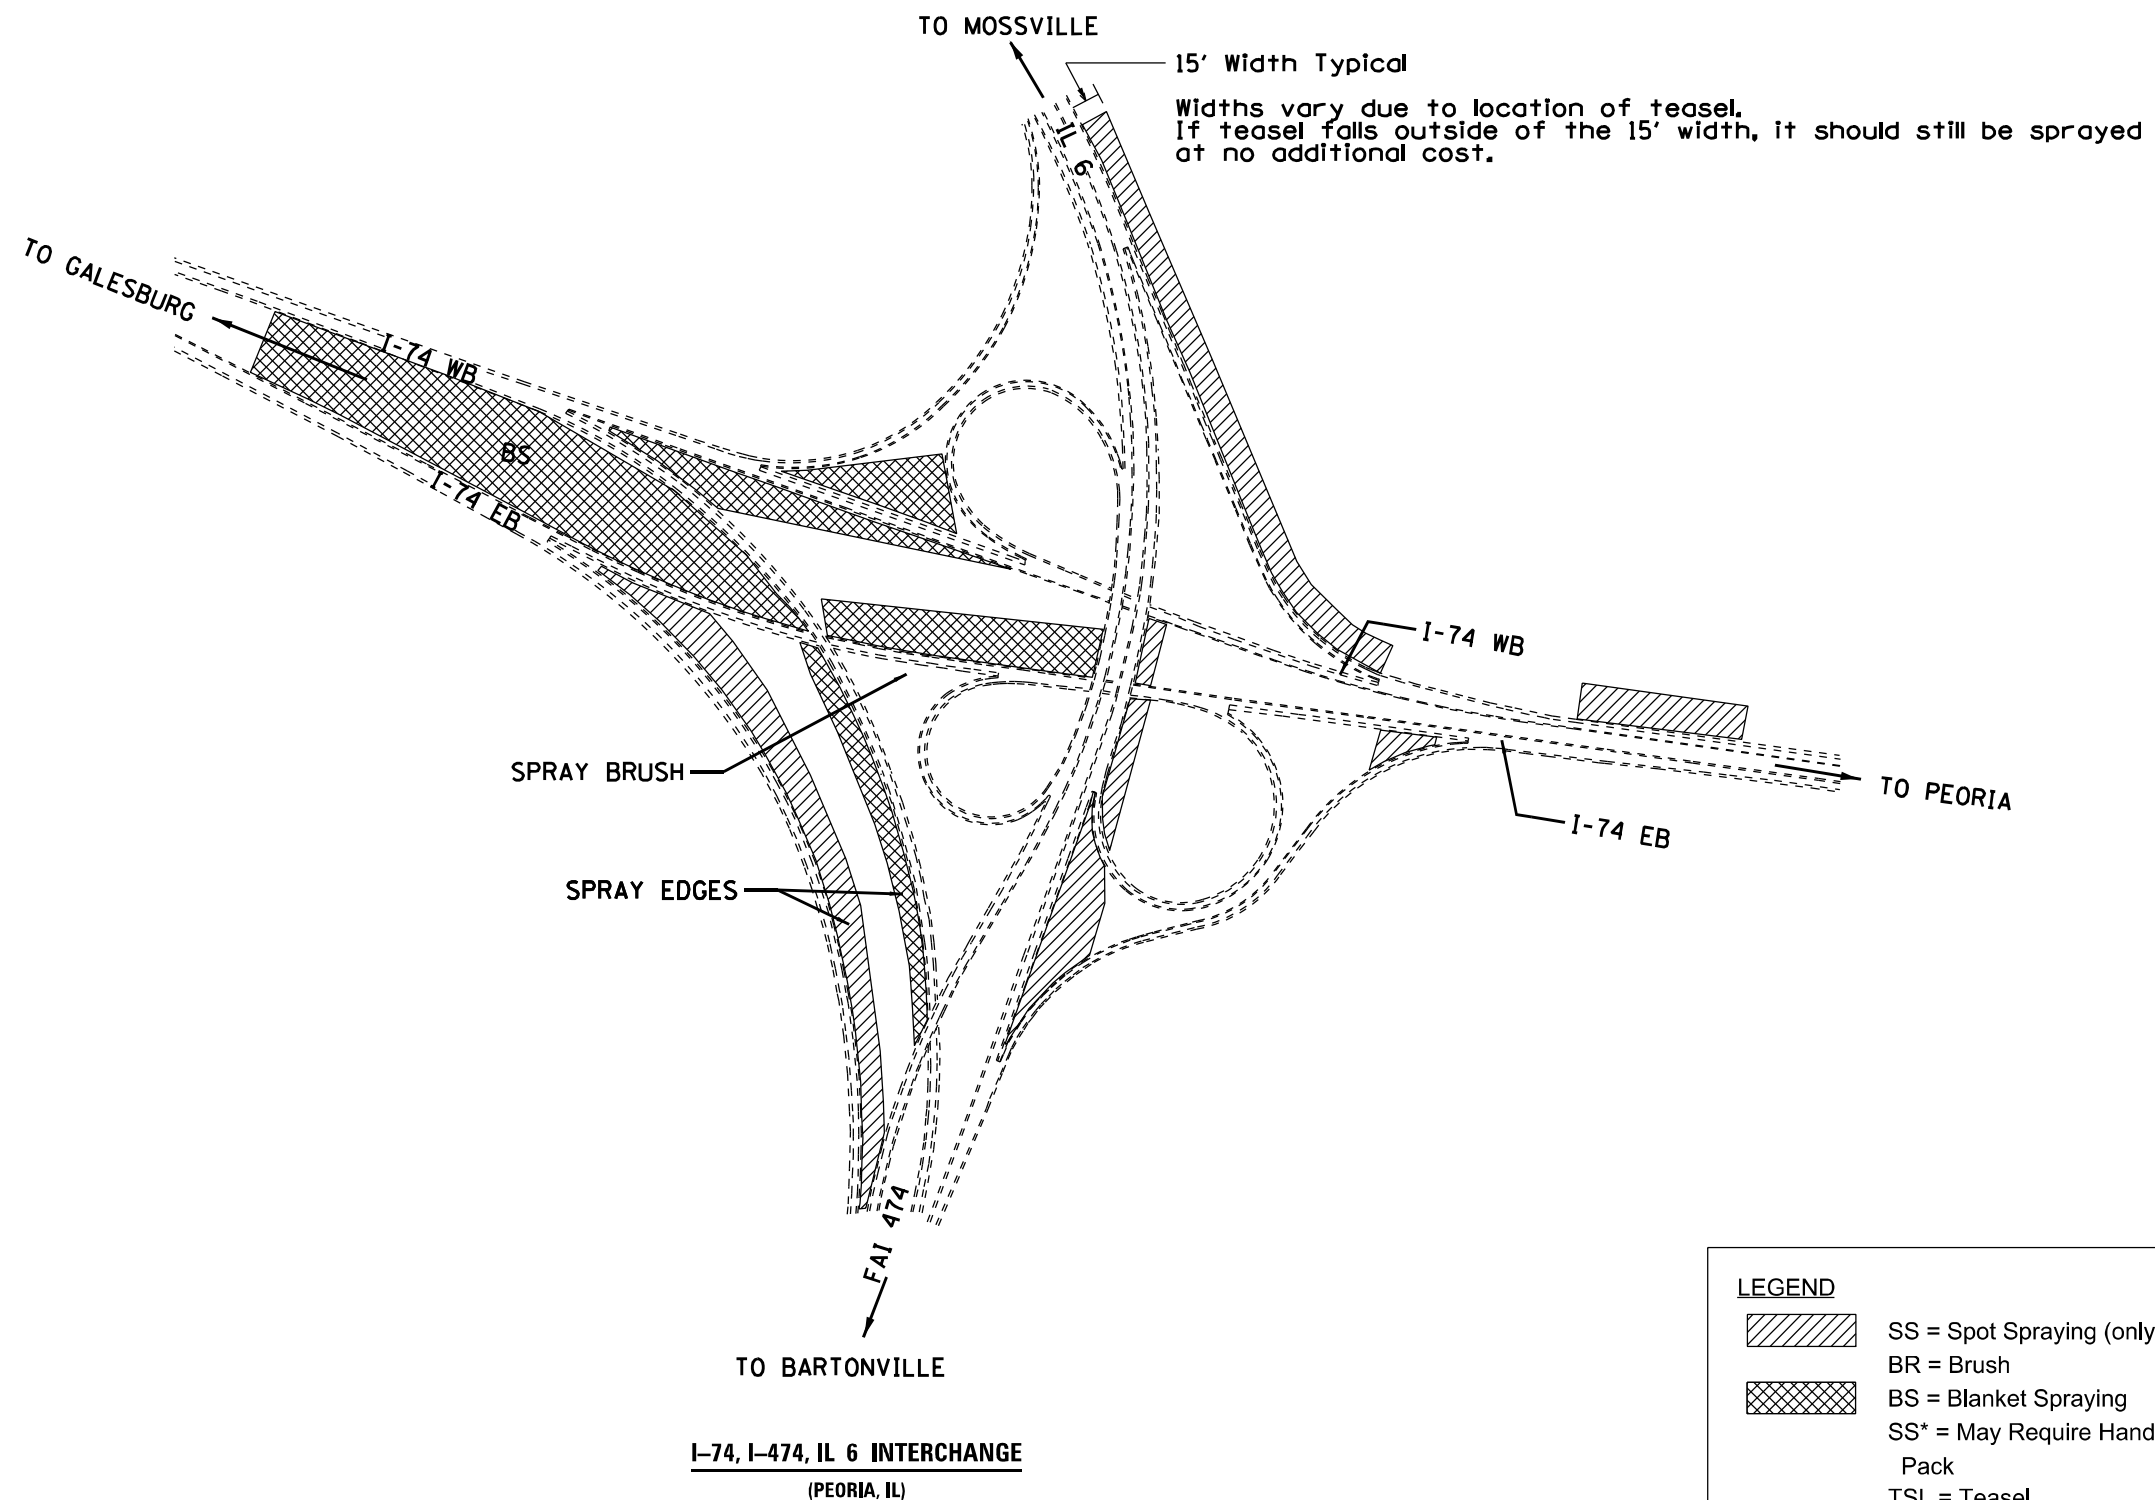 TO MOSSVILLE
15' Width Typical
Widths vary due to location of teasel.
If teasel falls outside of the 15' width, it should still be sprayed
at no additional cost.
IL 6
TO GALESBURG
I-74 WB
BS
I-74 EB
I-74 WB
SPRAY BRUSH
TO PEORIA
I-74 EB
SPRAY EDGES
FAI 474
TO BARTONVILLE
I-74, I-474, IL 6 INTERCHANGE
(PEORIA, IL)
LEGEND
SS = Spot Spraying (only
BR = Brush
BS = Blanket Spraying
SS* = May Require Hand
Pack
TSL = Teasel